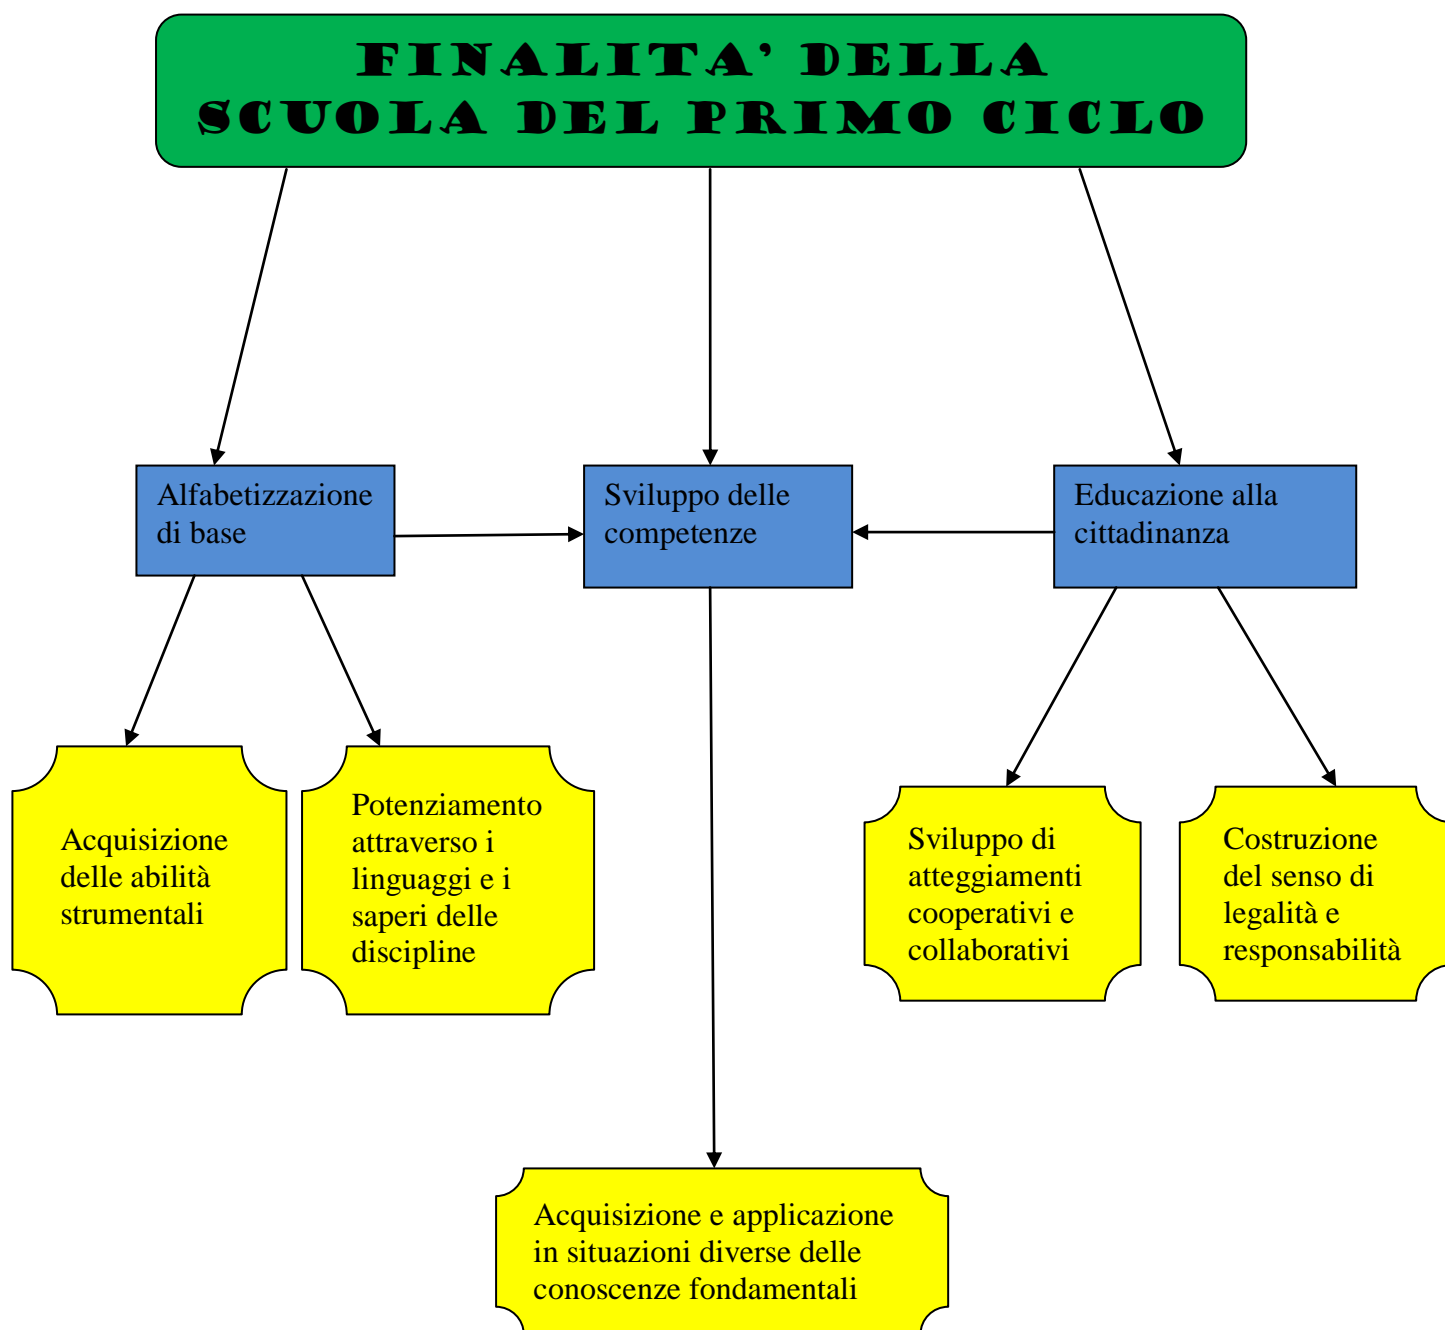 FINALITA’ DELLA
SCUOLA DEL PRIMO CICLO
Alfabetizzazione
di base
Sviluppo delle
competenze
Educazione alla
cittadinanza
Acquisizione
delle abilità
strumentali
Potenziamento
attraverso i
linguaggi e i
saperi delle
discipline
Sviluppo di
atteggiamenti
cooperativi e
collaborativi
Costruzione
del senso di
legalità e
responsabilità
Acquisizione e applicazione
in situazioni diverse delle
conoscenze fondamentali